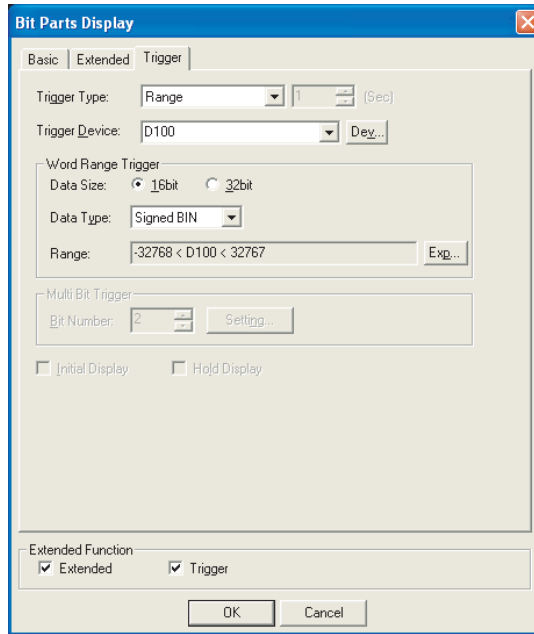 Bit Parts Display
Basic Extended Trigger
Trigger Type: Range 1 (Sec)
Trigger Device: D100 Dev...
Word Range Trigger
Data Size: 16bit 32bit
Data Type: Signed BIN
Range: -32768 < D100 < 32767 Exp...
Multi Bit Trigger
Bit Number: 2 Setting...
Initial Display Hold Display
Extended Function
Extended Trigger
OK Cancel